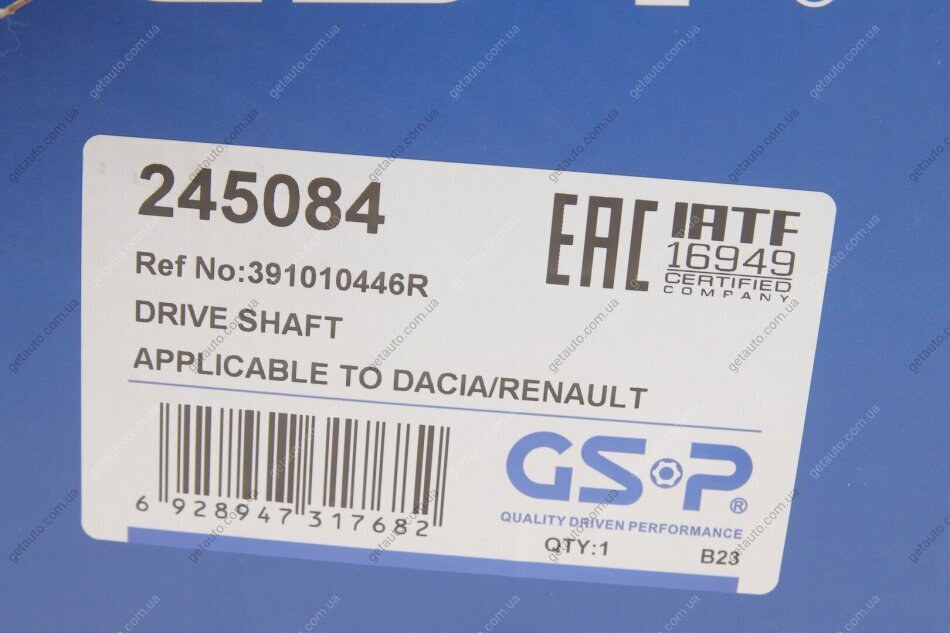 245084
Ref No:391010446R
DRIVE SHAFT
APPLICABLE TO DACIA/RENAULT
EAC
IATF
16949
CERTIFIED
COMPANY
6 928947 317682
GSP®
QUALITY DRIVEN PERFORMANCE
QTY:1
B23
getauto.com.ua